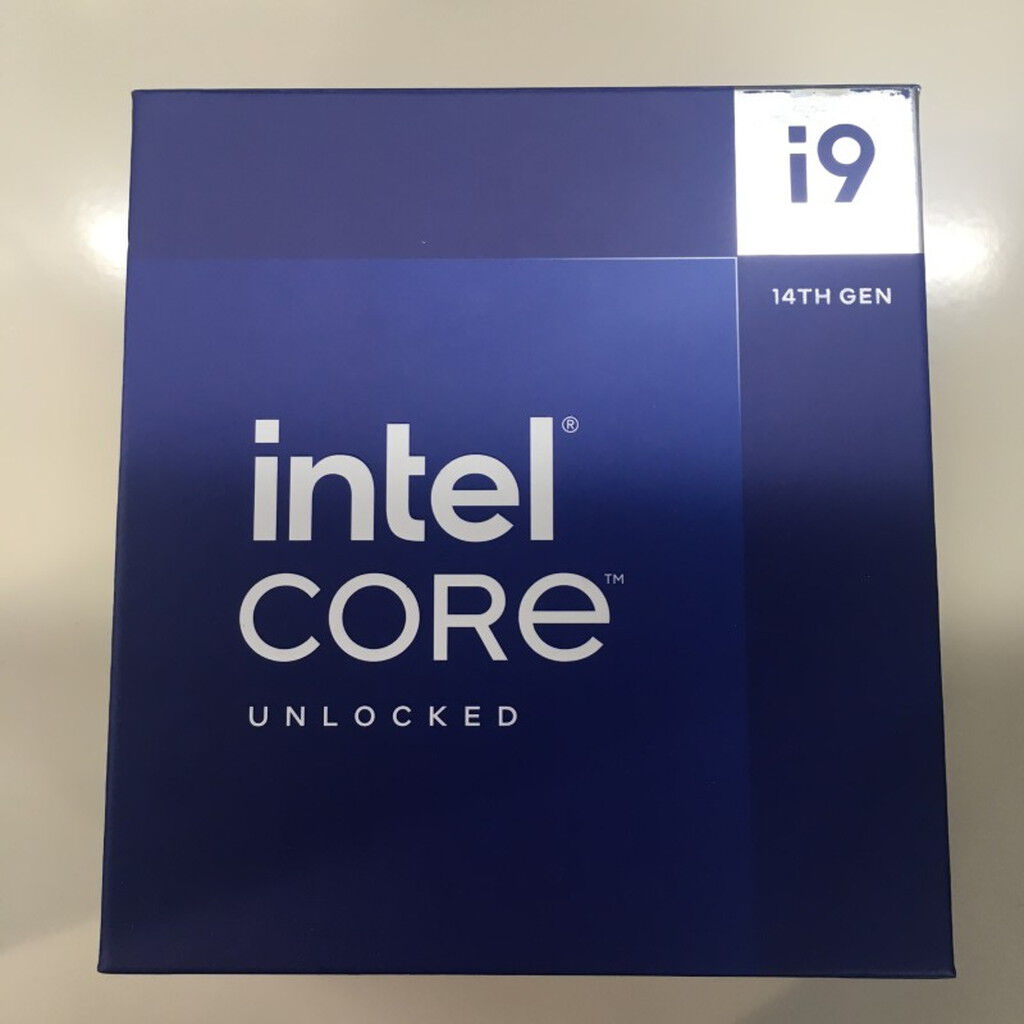 i9
14TH GEN
intel®
CORE™
UNLOCKED